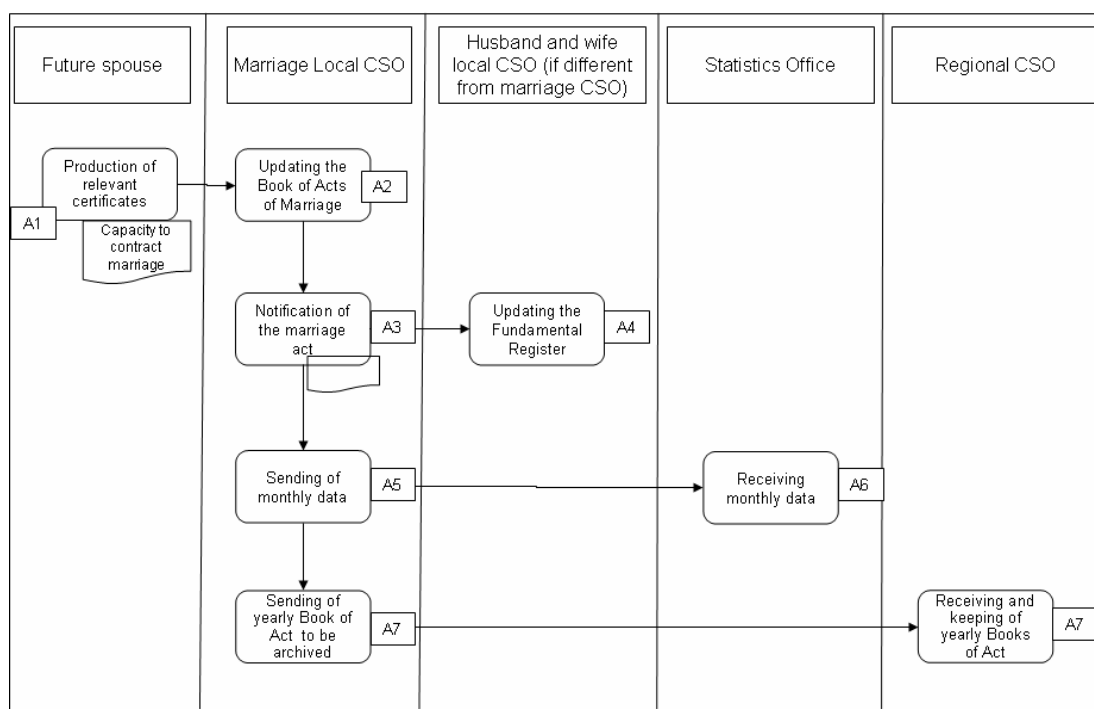 Future spouse
Marriage Local CSO
Husband and wife
local CSO (if different
from marriage CSO)
Statistics Office
Regional CSO
Production of
relevant
certificates
A1
Capacity to
contract
marriage
Updating the
Book of Acts
of Marriage
A2
Notification of
the marriage
act
A3
Updating the
Fundamental
Register
A4
Sending of
monthly data
A5
Receiving
monthly data
A6
Sending of
yearly Book of
Act to be
archived
A7
Receiving and
keeping of
yearly Books
of Act
A7